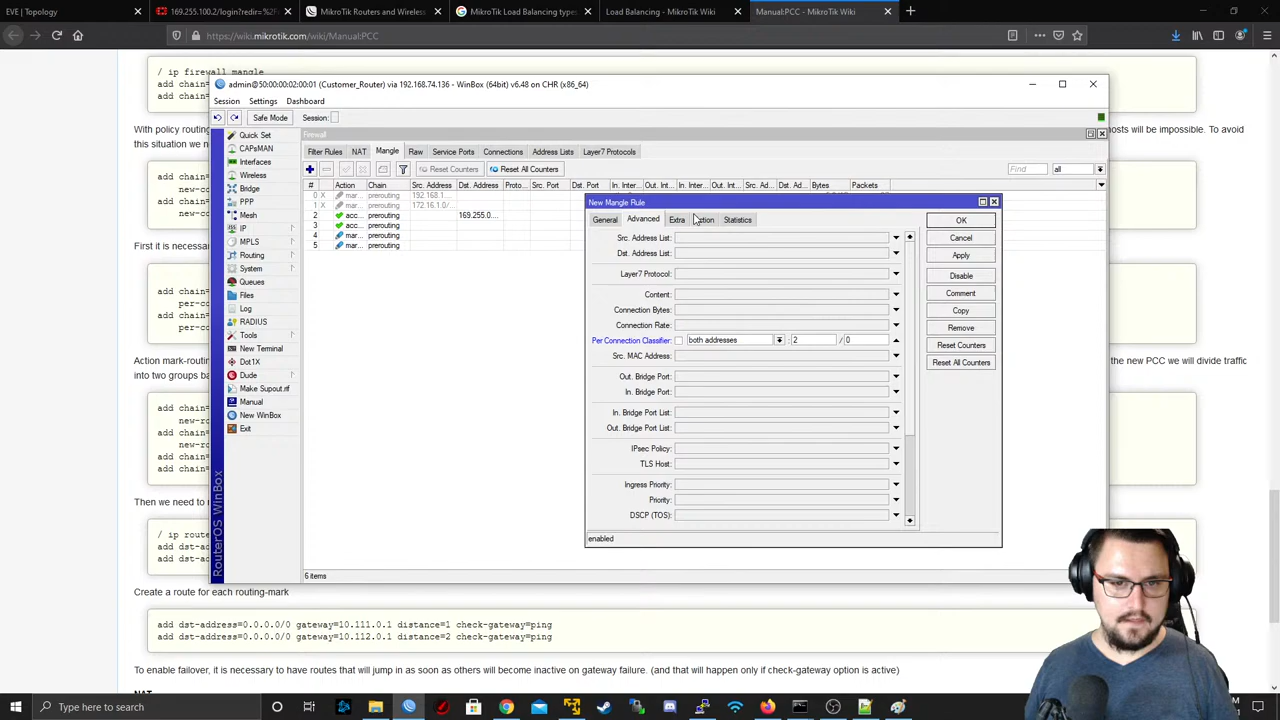 EVE | Topology
169.255.100.2/login?redir=%2
MikroTik Routers and Wireless
MikroTik Load Balancing types
Load Balancing - MikroTik Wiki
Manual:PCC - MikroTik Wiki
https://wiki.mikrotik.com/wiki/Manual:PCC
/ ip firewall mangle
add chain=
add chain=
admin@50:00:00:02:00:01 (Customer_Router) via 192.168.74.136 - WinBox (64bit) v6.48 on CHR (x86_64)
Session Settings Dashboard
Safe Mode Session:
With policy routing
hosts will be impossible. To avoid
this situation we n
Quick Set
CAPsMAN
Interfaces
Wireless
Bridge
PPP
Mesh
IP
MPLS
Routing
System
Queues
Files
Log
RADIUS
Tools
New Terminal
Dot1X
Dude
Make Supout.rif
Manual
New WinBox
Exit
RouterOS WinBox
Firewall
Filter Rules NAT Mangle Raw Service Ports Connections Address Lists Layer7 Protocols
Reset Counters Reset All Counters Find all
# Action Chain Src. Address Dst. Address Proto... Src. Port Dst. Port In. Inter... Out. Int... In. Inter... Out. Int... Src. Ad... Dst. Ad... Bytes Packets
0 X mar... prerouting 192.168.1...
1 X mar... prerouting 172.16.1.0/...
2 acc... prerouting 169.255.0....
3 acc... prerouting
4 mar... prerouting
5 mar... prerouting
6 items
New Mangle Rule
General Advanced Extra Action Statistics
Src. Address List:
Dst. Address List:
Layer7 Protocol:
Content:
Connection Bytes:
Connection Rate:
Per Connection Classifier: both addresses : 2 / 0
Src. MAC Address:
Out. Bridge Port:
In. Bridge Port:
In. Bridge Port List:
Out. Bridge Port List:
IPsec Policy:
TLS Host:
Ingress Priority:
Priority:
DSCP (TOS):
enabled
OK
Cancel
Apply
Disable
Comment
Copy
Remove
Reset Counters
Reset All Counters
add chain=
new-co
add chain=
new-co
First it is necessa
add chain=
per-co
add chain=
per-co
Action mark-routin
the new PCC we will divide traffic
into two groups ba
add chain=
new-ro
add chain=
new-ro
Then we need to
/ ip route
add ds
add ds
Create a route for each routing-mark
add dst-address=0.0.0.0/0 gateway=10.111.0.1 distance=1 check-gateway=ping
add dst-address=0.0.0.0/0 gateway=10.112.0.1 distance=2 check-gateway=ping
To enable failover, it is necessary to have routes that will jump in as soon as others will become inactive on gateway failure. (and that will happen only if check-gateway option is active)
NAT
Type here to search